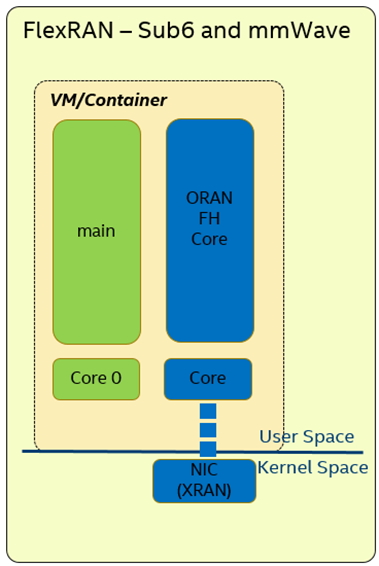 FlexRAN – Sub6 and mmWave
VM/Container
main
ORAN
FH
Core
Core 0
Core
User Space
Kernel Space
NIC
(XRAN)